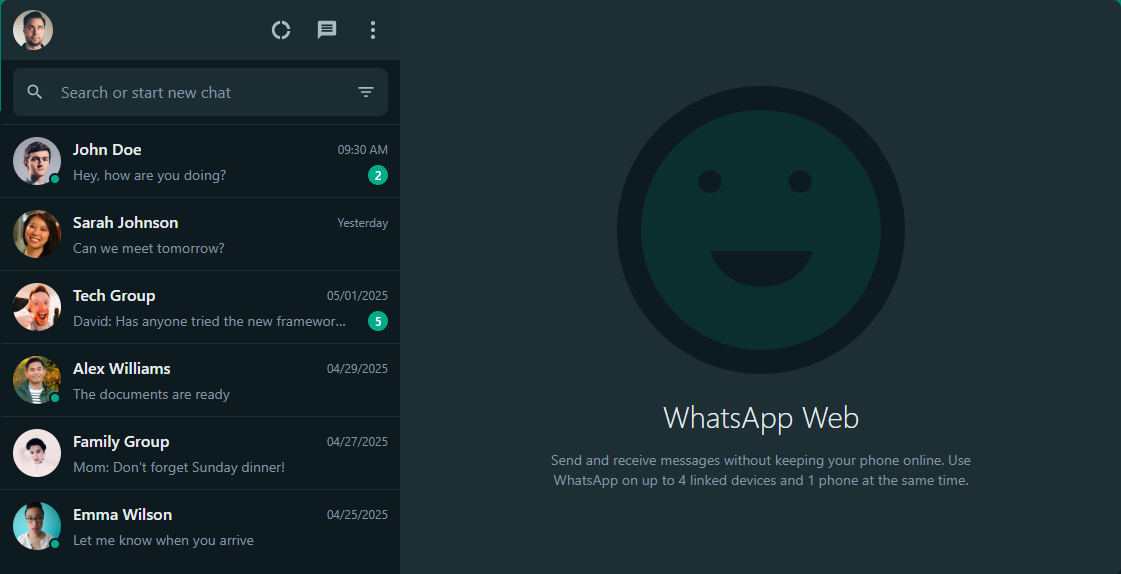 Search or start new chat
John Doe
09:30 AM
Hey, how are you doing?
2
Sarah Johnson
Yesterday
Can we meet tomorrow?
Tech Group
05/01/2025
David: Has anyone tried the new framewor...
5
Alex Williams
04/29/2025
The documents are ready
Family Group
04/27/2025
Mom: Don't forget Sunday dinner!
Emma Wilson
04/25/2025
Let me know when you arrive
WhatsApp Web
Send and receive messages without keeping your phone online. Use
WhatsApp on up to 4 linked devices and 1 phone at the same time.